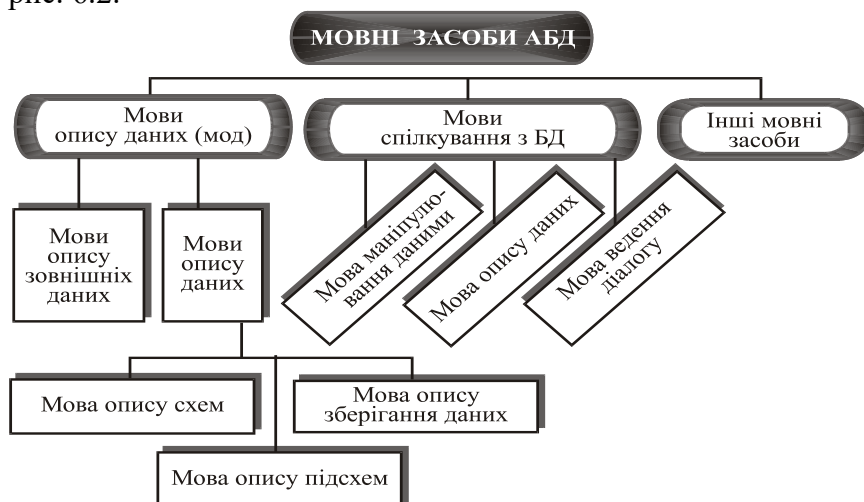 рис. 6.2.
МОВНІ ЗАСОБИ АБД
Мови
опису даних (мод)
Мови
спілкування з БД
Інші мовні
засоби
Мови
опису
зовнішніх
даних
Мови
опису
даних
Мова маніпулю-
вання даними
Мова опису даних
Мова ведення
діалогу
Мова опису схем
Мова опису
зберігання даних
Мова опису підсхем